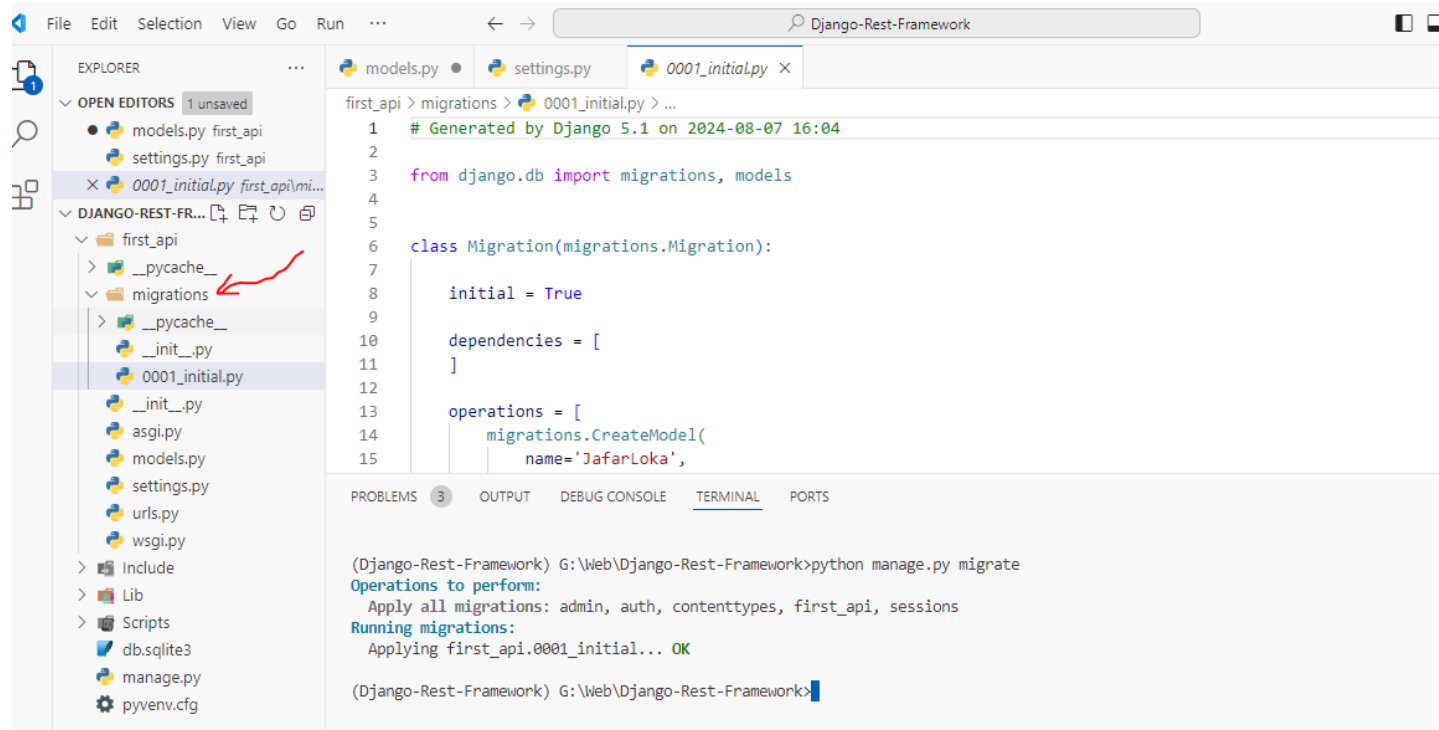 File Edit Selection View Go Run ··· Django-Rest-Framework
EXPLORER ···
1
OPEN EDITORS 1 unsaved
models.py first_api
settings.py first_api
0001_initial.py first_api\mi...
DJANGO-REST-FR...
first_api
__pycache__
migrations
__pycache__
__init__.py
0001_initial.py
__init__.py
asgi.py
models.py
settings.py
urls.py
wsgi.py
Include
Lib
Scripts
db.sqlite3
manage.py
pyvenv.cfg
models.py settings.py 0001_initial.py
first_api > migrations > 0001_initial.py > ...
1 # Generated by Django 5.1 on 2024-08-07 16:04
2
3 from django.db import migrations, models
4
5
6 class Migration(migrations.Migration):
7
8 initial = True
9
10 dependencies = [
11 ]
12
13 operations = [
14 migrations.CreateModel(
15 name='JafarLoka',
PROBLEMS 3 OUTPUT DEBUG CONSOLE TERMINAL PORTS
(Django-Rest-Framework) G:\Web\Django-Rest-Framework>python manage.py migrate
Operations to perform:
Apply all migrations: admin, auth, contenttypes, first_api, sessions
Running migrations:
Applying first_api.0001_initial... OK
(Django-Rest-Framework) G:\Web\Django-Rest-Framework>